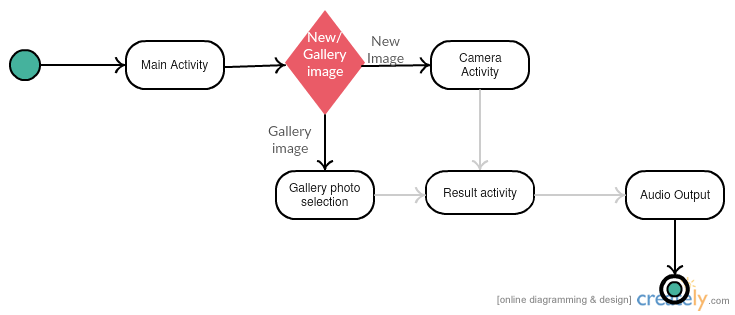 Main Activity
New/
Gallery
image
New
Image
Camera
Activity
Gallery
image
Gallery photo
selection
Result activity
Audio Output
[online diagramming & design] creately.com